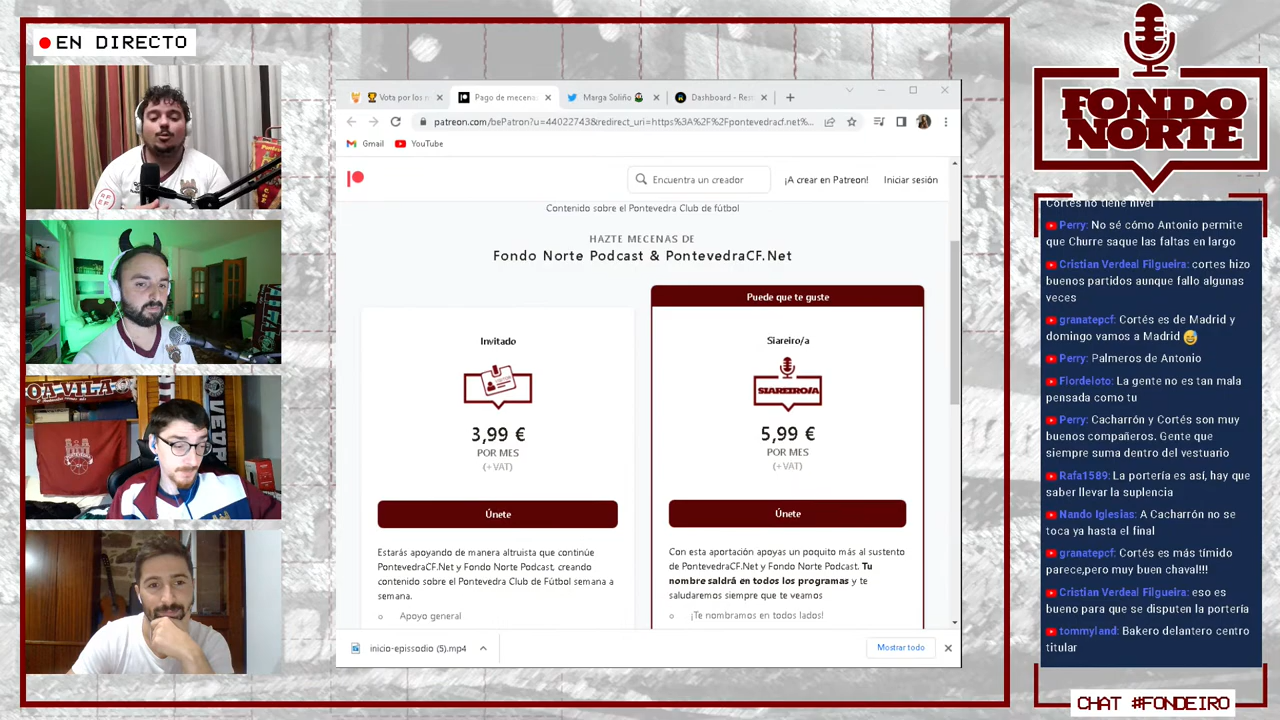 EN DIRECTO
Vota por los
Pago de mecena
Marga Soliño
Dashboard - Res
patreon.com/bePatron?u=44022743&redirect_uri=https%3A%2F%2Fpontevedracf.net%...
Gmail
YouTube
Encuentra un creador
¡A crear en Patreon!
Iniciar sesión
Contenido sobre el Pontevedra Club de fútbol
HAZTE MECENAS DE
Fondo Norte Podcast & PontevedraCF.Net
Puede que te guste
Invitado
3,99 €
POR MES
(+VAT)
Únete
Estarás apoyando de manera altruista que continúe
PontevedraCF.Net y Fondo Norte Podcast, creando
contenido sobre el Pontevedra Club de Fútbol semana a
semana.
Apoyo general
Siareiro/a
SIAREIRO/A
5,99 €
POR MES
(+VAT)
Únete
Con esta aportación apoyas un poquito más al sustento
de PontevedraCF.Net y Fondo Norte Podcast. Tu
nombre saldrá en todos los programas y te
saludaremos siempre que te veamos
¡Te nombramos en todos lados!
inicio-epissodio (5).mp4
Mostrar todo
FONDO
NORTE
Cortés no tiene nivel
Perry: No sé cómo Antonio permite
que Churre saque las faltas en largo
Cristian Verdeal Filgueira: cortes hizo
buenos partidos aunque fallo algunas
veces
granatepcf: Cortés es de Madrid y
domingo vamos a Madrid 😅
Perry: Palmeros de Antonio
Flordeloto: La gente no es tan mala
pensada como tu
Perry: Cacharrón y Cortés son muy
buenos compañeros. Gente que
siempre suma dentro del vestuario
Rafa1589: La portería es así, hay que
saber llevar la suplencia
Nando Iglesias: A Cacharrón no se
toca ya hasta el final
granatepcf: Cortés es más tímido
parece,pero muy buen chaval!!!
Cristian Verdeal Filgueira: eso es
bueno para que se disputen la portería
tommyland: Bakero delantero centro
titular
CHAT #FONDEIRO